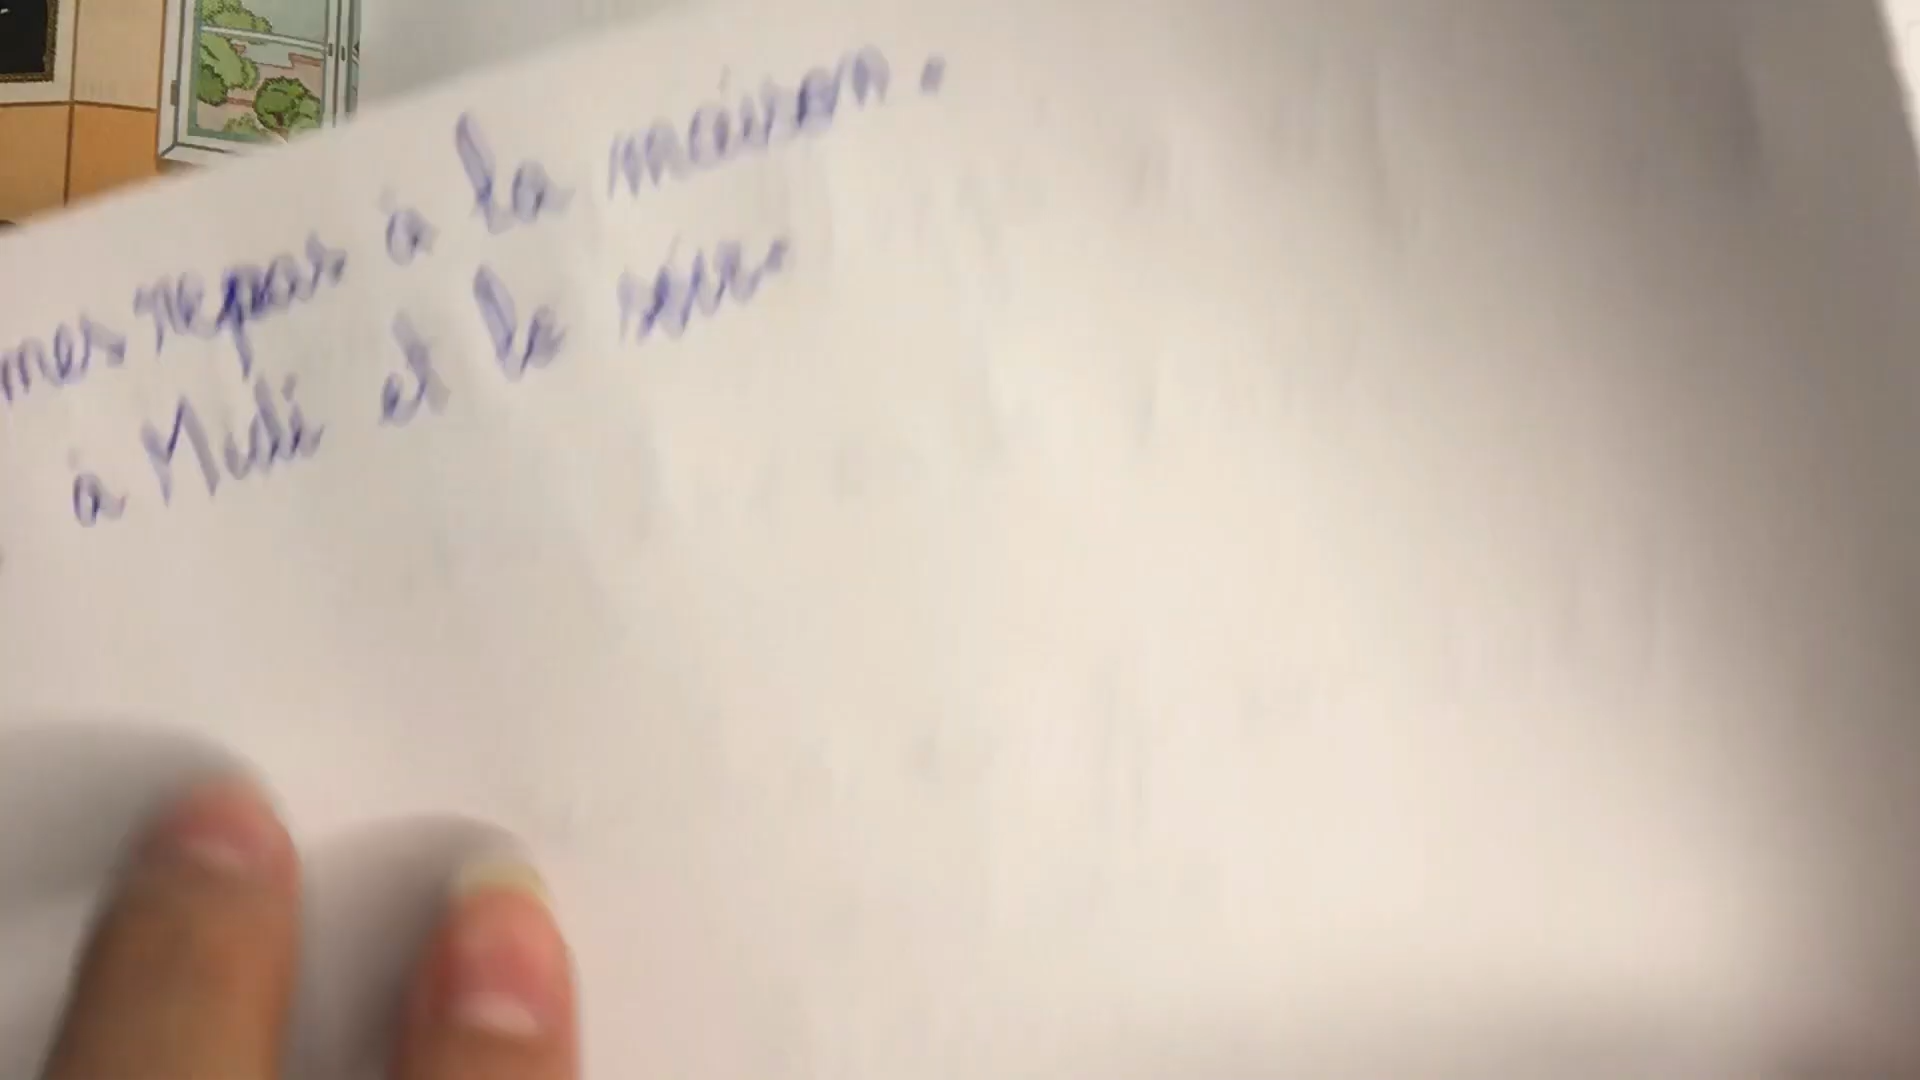 mes repas à la maison.
à Midi et le soir.